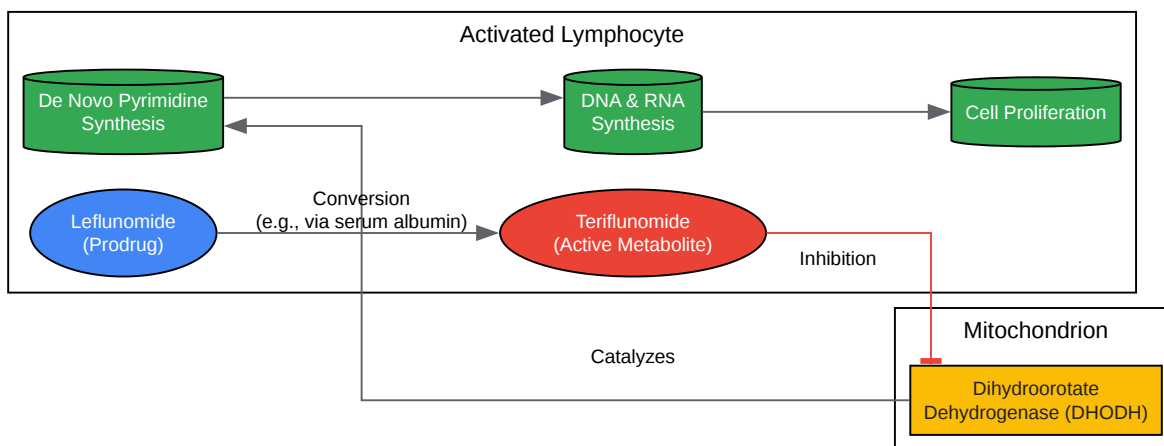 Activated Lymphocyte
De Novo Pyrimidine
Synthesis
DNA & RNA
Synthesis
Cell Proliferation
Leflunomide
(Prodrug)
Conversion
(e.g., via serum albumin)
Teriflunomide
(Active Metabolite)
Inhibition
Mitochondrion
Catalyzes
Dihydroorotate
Dehydrogenase (DHODH)